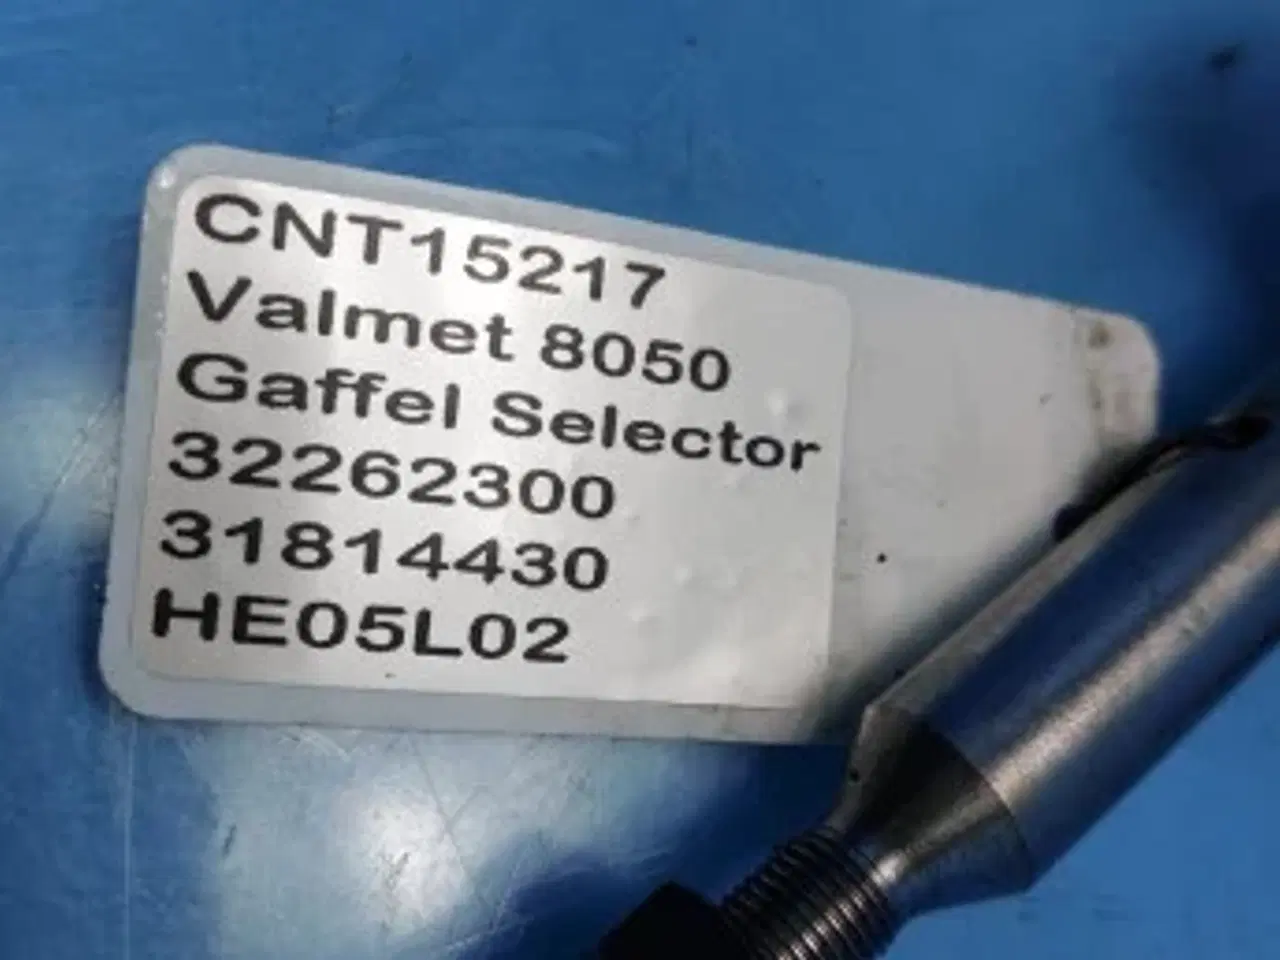 CNT15217
Valmet 8050
Gaffel Selector
32262300
31814430
HE05L02